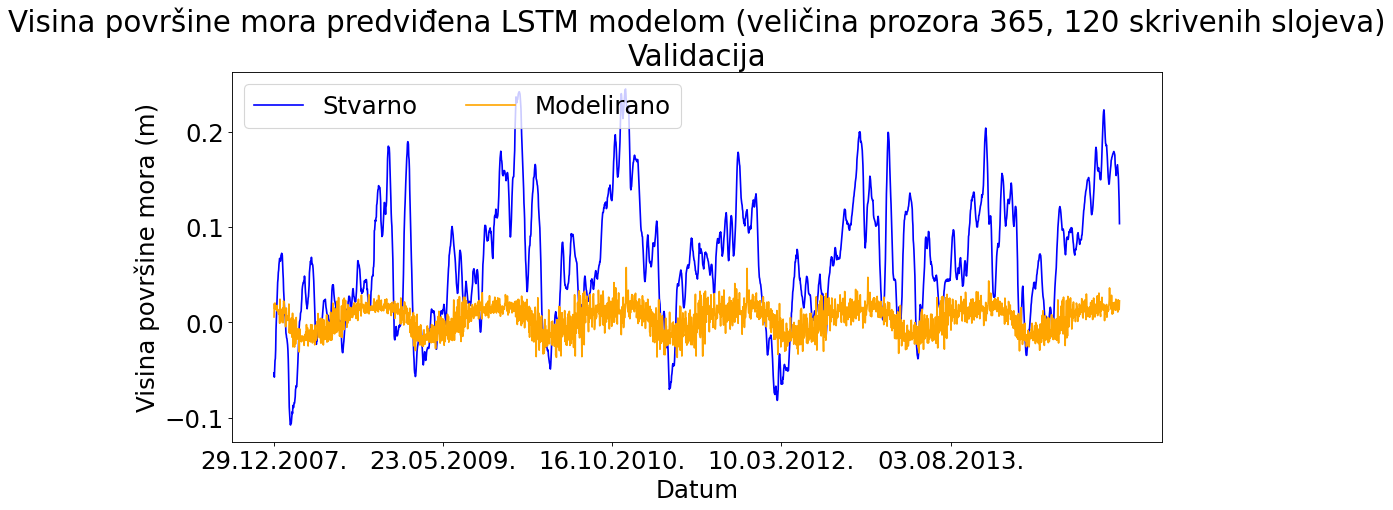 Visina površine mora predviđena LSTM modelom (veličina prozora 365, 120 skrivenih slojeva)
Validacija
Stvarno Modelirano
Visina površine mora (m)
0.2
0.1
0.0
−0.1
29.12.2007. 23.05.2009. 16.10.2010. 10.03.2012. 03.08.2013.
Datum